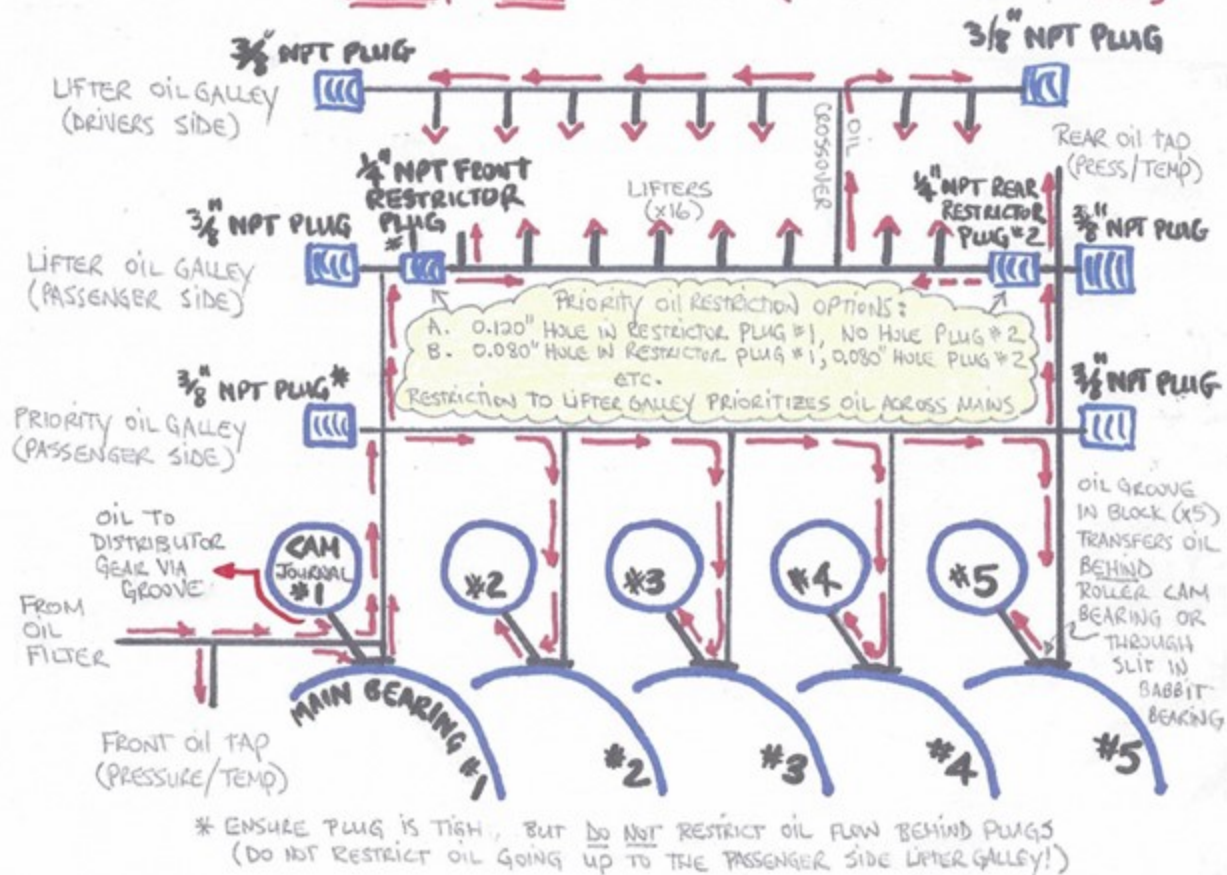 3/8" NPT PLUG
3/8" NPT PLUG
LIFTER OIL GALLEY
(DRIVERS SIDE)
OIL
CROSSOVER
REAR OIL TAP
(PRESS/TEMP)
1/4" NPT FRONT
RESTRICTOR
PLUG
#1
LIFTERS
(x16)
1/4" NPT REAR
RESTRICTOR
PLUG #2
3/8" NPT PLUG
3/8" NPT PLUG
LIFTER OIL GALLEY
(PASSENGER SIDE)
PRIORITY OIL RESTRICTION OPTIONS:
A. 0.120" HOLE IN RESTRICTOR PLUG #1, NO HOLE PLUG #2
B. 0.080" HOLE IN RESTRICTOR PLUG #1, 0.080" HOLE PLUG #2
ETC.
RESTRICTION TO LIFTER GALLEY PRIORITIZES OIL ACROSS MAINS
3/8" NPT PLUG*
3/8" NPT PLUG
PRIORITY OIL GALLEY
(PASSENGER SIDE)
OIL TO
DISTRIBUTOR
GEAR VIA
GROOVE
CAM
JOURNAL
#1
#2
#3
#4
#5
OIL GROOVE
IN BLOCK (x5)
TRANSFERS OIL
BEHIND
ROLLER CAM
BEARING OR
THROUGH
SLIT IN
BABBIT
BEARING
FROM
OIL
FILTER
MAIN BEARING #1
#2
#3
#4
#5
FRONT OIL TAP
(PRESSURE/TEMP)
* ENSURE PLUG IS TIGH, BUT DO NOT RESTRICT OIL FLOW BEHIND PLUGS
(DO NOT RESTRICT OIL GOING UP TO THE PASSENGER SIDE LIFTER GALLEY!)